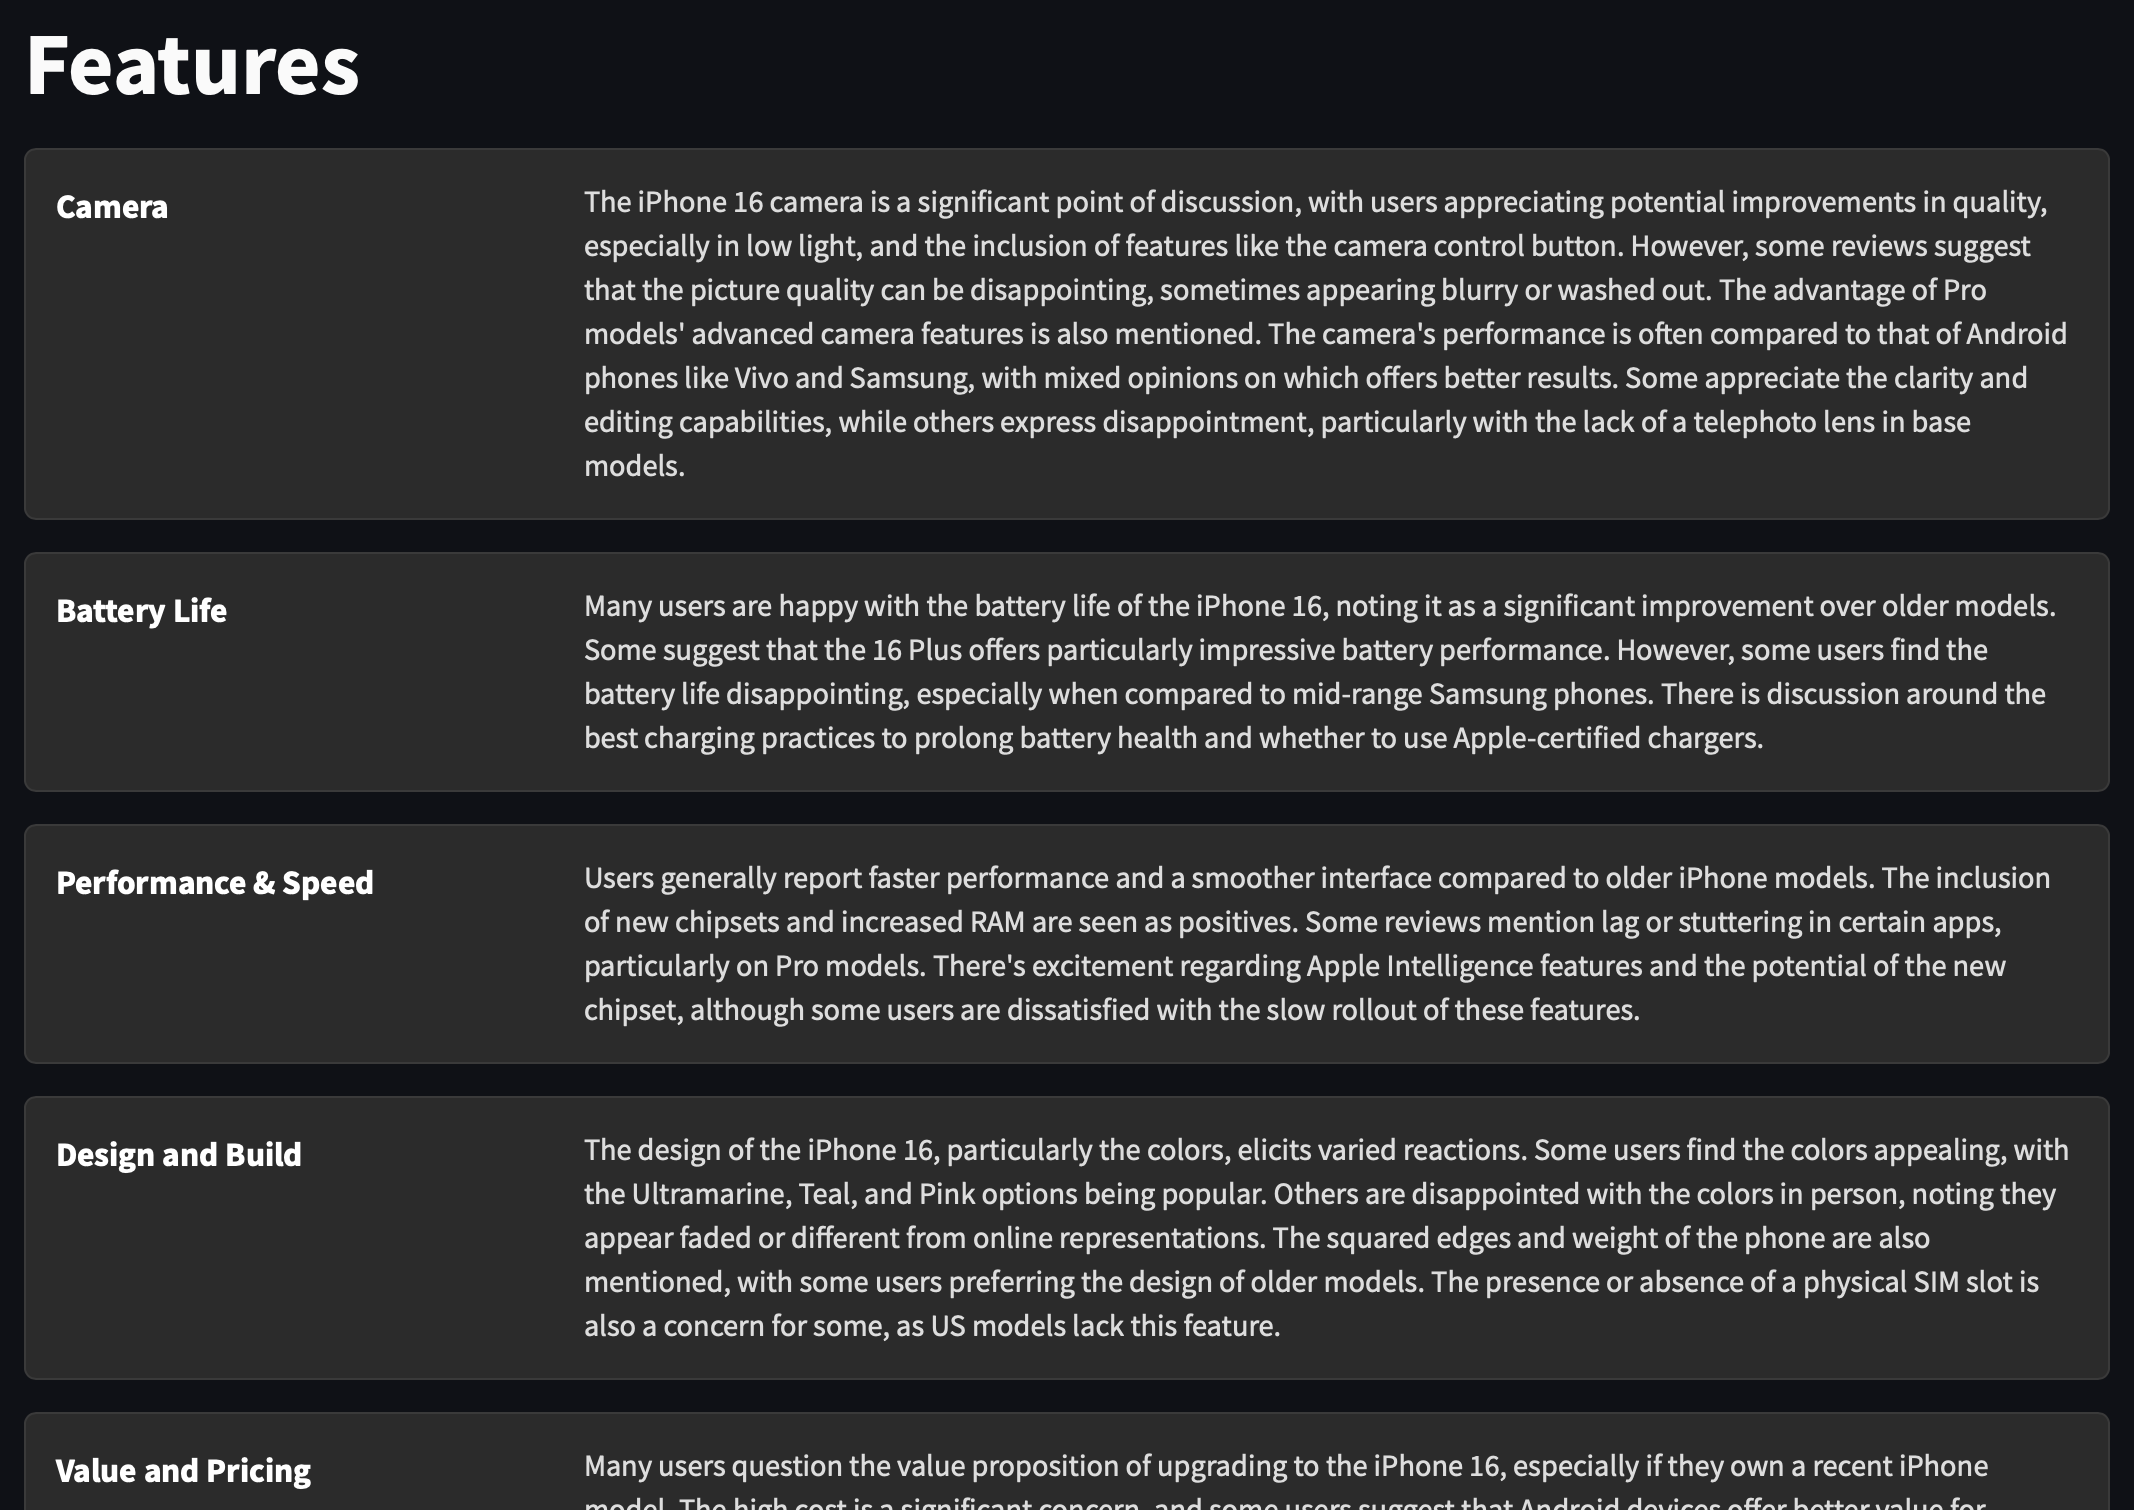 Features
Camera
The iPhone 16 camera is a significant point of discussion, with users appreciating potential improvements in quality,
especially in low light, and the inclusion of features like the camera control button. However, some reviews suggest
that the picture quality can be disappointing, sometimes appearing blurry or washed out. The advantage of Pro
models' advanced camera features is also mentioned. The camera's performance is often compared to that of Android
phones like Vivo and Samsung, with mixed opinions on which offers better results. Some appreciate the clarity and
editing capabilities, while others express disappointment, particularly with the lack of a telephoto lens in base
models.
Battery Life
Many users are happy with the battery life of the iPhone 16, noting it as a significant improvement over older models.
Some suggest that the 16 Plus offers particularly impressive battery performance. However, some users find the
battery life disappointing, especially when compared to mid-range Samsung phones. There is discussion around the
best charging practices to prolong battery health and whether to use Apple-certified chargers.
Performance & Speed
Users generally report faster performance and a smoother interface compared to older iPhone models. The inclusion
of new chipsets and increased RAM are seen as positives. Some reviews mention lag or stuttering in certain apps,
particularly on Pro models. There's excitement regarding Apple Intelligence features and the potential of the new
chipset, although some users are dissatisfied with the slow rollout of these features.
Design and Build
The design of the iPhone 16, particularly the colors, elicits varied reactions. Some users find the colors appealing, with
the Ultramarine, Teal, and Pink options being popular. Others are disappointed with the colors in person, noting they
appear faded or different from online representations. The squared edges and weight of the phone are also
mentioned, with some users preferring the design of older models. The presence or absence of a physical SIM slot is
also a concern for some, as US models lack this feature.
Value and Pricing
Many users question the value proposition of upgrading to the iPhone 16, especially if they own a recent iPhone
model. The high cost is a significant concern, and some users suggest that Android devices offer better value for